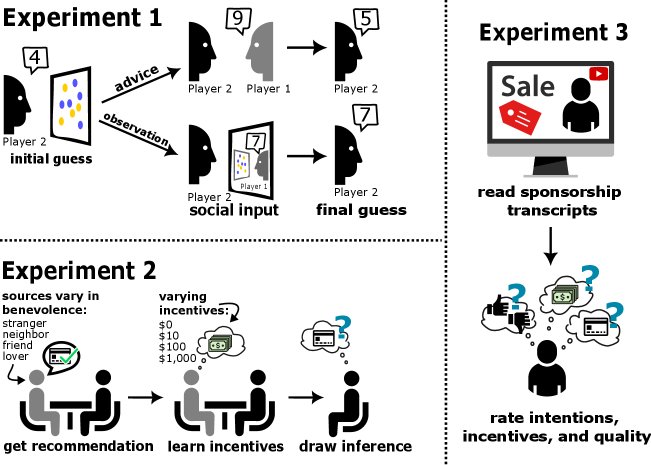 Experiment 1
4
Player 2
initial guess
advice
observation
9
Player 2
Player 1
5
Player 2
7
Player 1
Player 2
social input
7
Player 2
final guess
Experiment 2
sources vary in
benevolence:
stranger
neighbor
friend
lover
get recommendation
varying
incentives:
$0
$10
$100
$1,000
$
learn incentives
?
draw inference
Experiment 3
Sale
read sponsorship
transcripts
?
?
$
?
rate intentions,
incentives, and quality